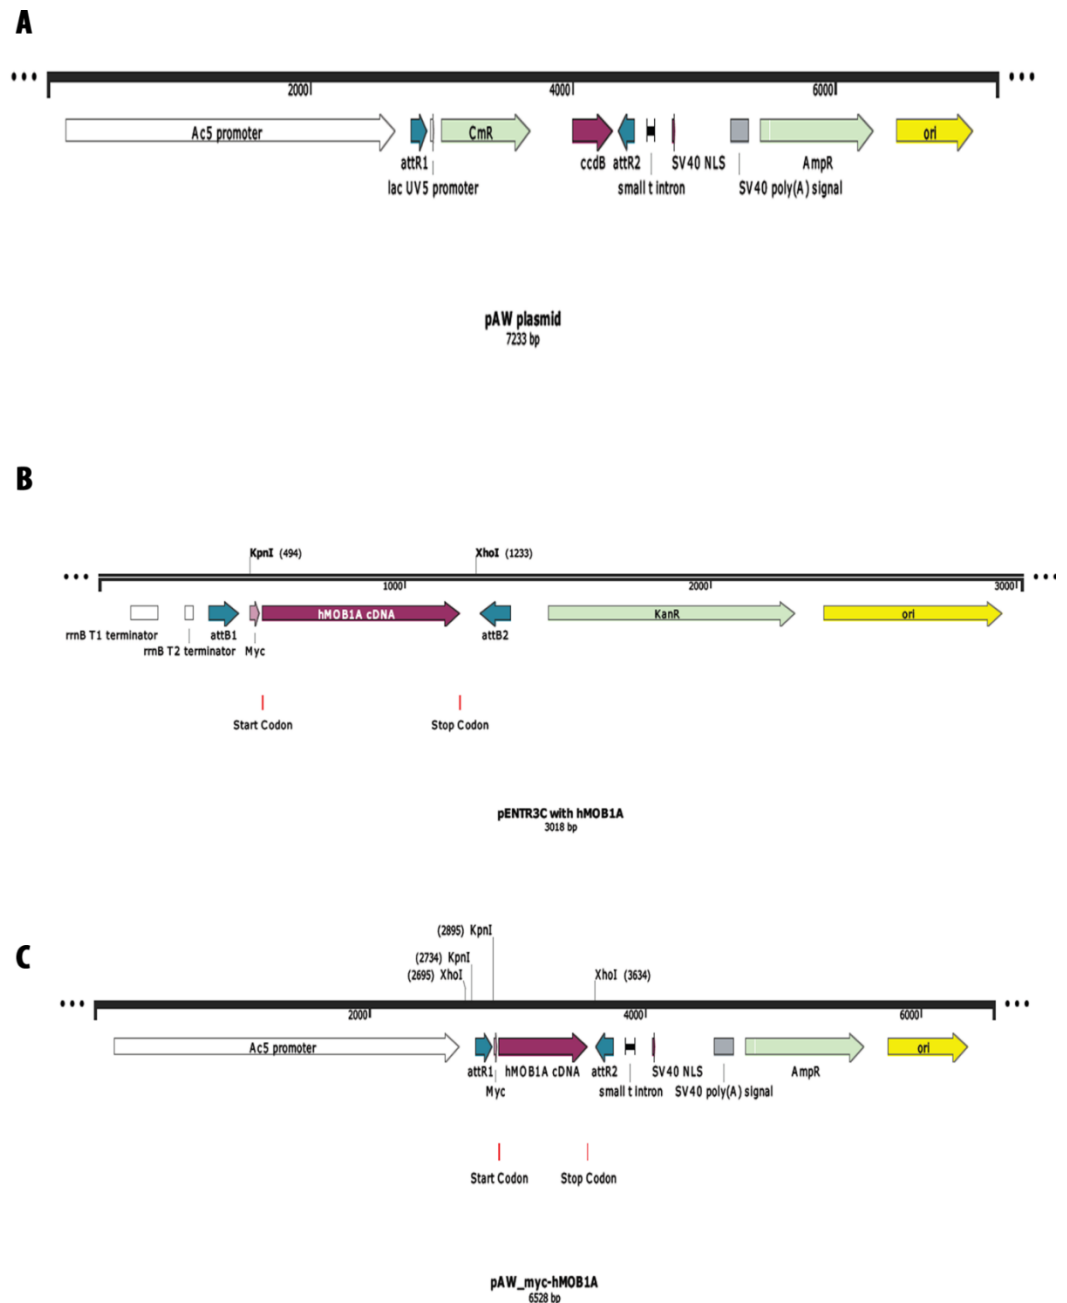 A
2000 4000 6000
Ac5 promoter CmR AmpR ori
attR1 ccdB attR2 SV40 NLS
lac UV5 promoter small t intron SV40 poly(A) signal
pAW plasmid
7233 bp
B
KpnI (494) XhoI (1233)
1000 2000 3000
hMOB1A cDNA KanR ori
rrnB T1 terminator attB1 attB2
rrnB T2 terminator Myc
Start Codon Stop Codon
pENTR3C with hMOB1A
3018 bp
C
(2895) KpnI
(2734) KpnI
(2695) XhoI XhoI (3634)
2000 4000 6000
Ac5 promoter ori
attR1 hMOB1A cDNA attR2 SV40 NLS AmpR
Myc small t intron SV40 poly(A) signal
Start Codon Stop Codon
pAW_myc-hMOB1A
6528 bp